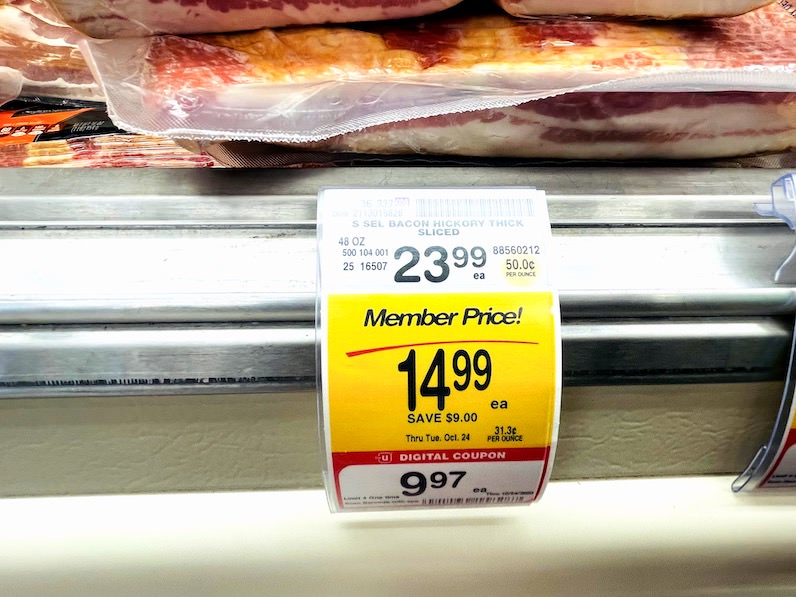 S SEL BACON HICKORY THICK
SLICED
48 OZ
500 104 001
25 16507
23.99 ea
88560212
50.0¢
PER OUNCE
Member Price!
14.99 ea
SAVE $9.00
Thru Tue. Oct. 24
31.3¢
PER OUNCE
U DIGITAL COUPON
9.97 ea